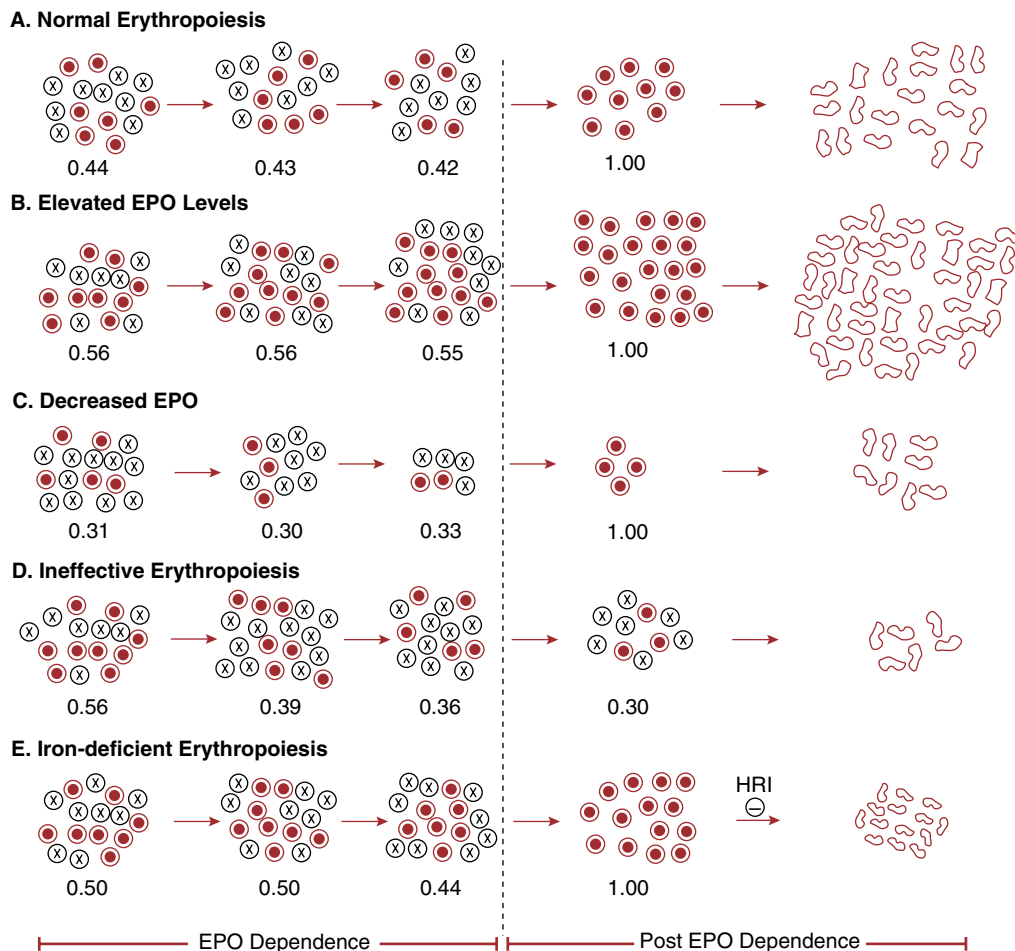 A. Normal Erythropoiesis
0.44 0.43 0.42 1.00
B. Elevated EPO Levels
0.56 0.56 0.55 1.00
C. Decreased EPO
0.31 0.30 0.33 1.00
D. Ineffective Erythropoiesis
0.56 0.39 0.36 0.30
E. Iron-deficient Erythropoiesis
HRI
0.50 0.50 0.44 1.00
EPO Dependence Post EPO Dependence